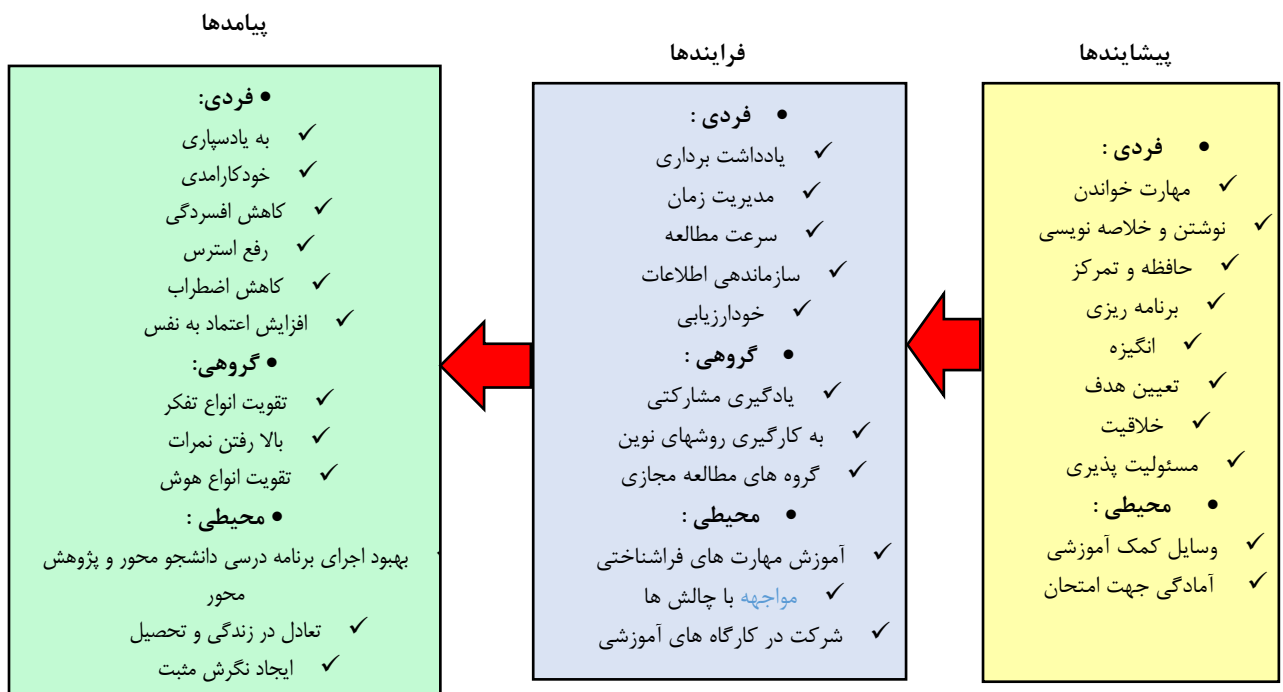 پیشایندها
• فردی :
✓ مهارت خواندن
✓ نوشتن و خلاصه نویسی
✓ حافظه و تمرکز
✓ برنامه ریزی
✓ انگیزه
✓ تعیین هدف
✓ خلاقیت
✓ مسئولیت پذیری
• محیطی :
✓ وسایل کمک آموزشی
✓ آمادگی جهت امتحان
فرایندها
• فردی :
✓ یادداشت برداری
✓ مدیریت زمان
✓ سرعت مطالعه
✓ سازماندهی اطلاعات
✓ خودارزیابی
• گروهی :
✓ یادگیری مشارکتی
✓ به کارگیری روشهای نوین
✓ گروه های مطالعه مجازی
• محیطی :
✓ آموزش مهارت های فراشناختی
✓ مواجهه با چالش ها
✓ شرکت در کارگاه های آموزشی
پیامدها
• فردی:
✓ به یادسپاری
✓ خودکارامدی
✓ کاهش افسردگی
✓ رفع استرس
✓ کاهش اضطراب
✓ افزایش اعتماد به نفس
• گروهی:
✓ تقویت انواع تفکر
✓ بالا رفتن نمرات
✓ تقویت انواع هوش
• محیطی :
بهبود اجرای برنامه درسی دانشجو محور و پژوهش
محور
✓ تعادل در زندگی و تحصیل
✓ ایجاد نگرش مثبت